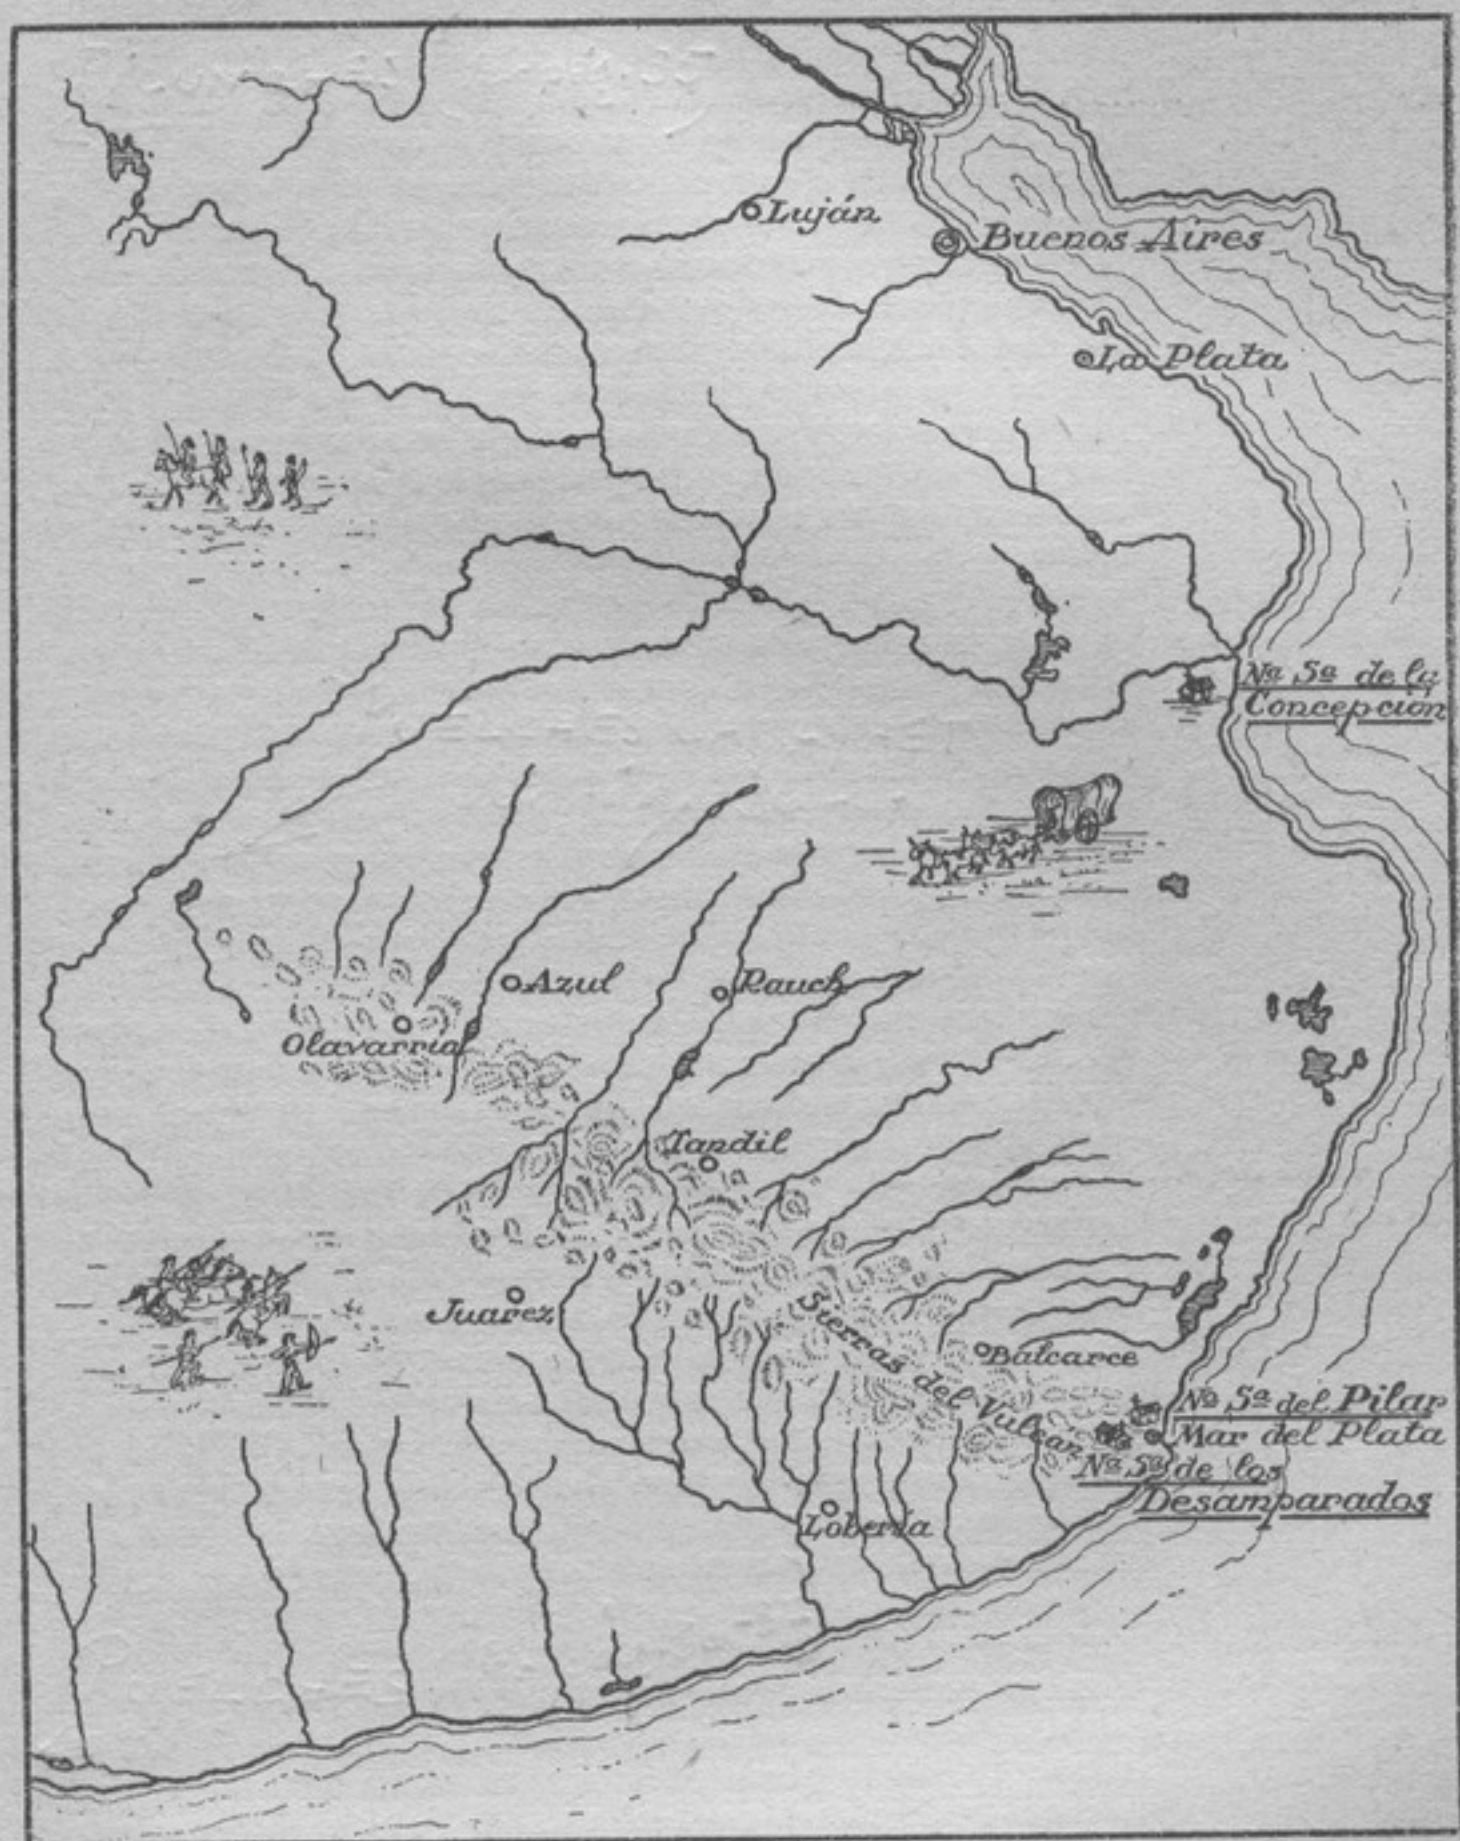 Luján
Buenos Aires
La Plata
Nª Sª de la
Concepción
Azul
Rauch
Olavarría
Tandil
Juarez
Sierras del Vulcan
Balcarce
Nª Sª del Pilar
Mar del Plata
Nª Sª de los
Desamparados
Lobería